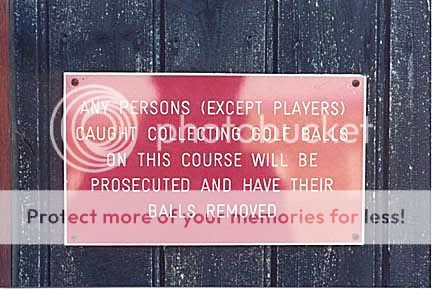 ANY PERSONS (EXCEPT PLAYERS)
CAUGHT COLLECTING GOLF BALLS
ON THIS COURSE WILL BE
PROSECUTED AND HAVE THEIR
BALLS REMOVED
photobucket
Protect more of your memories for less!